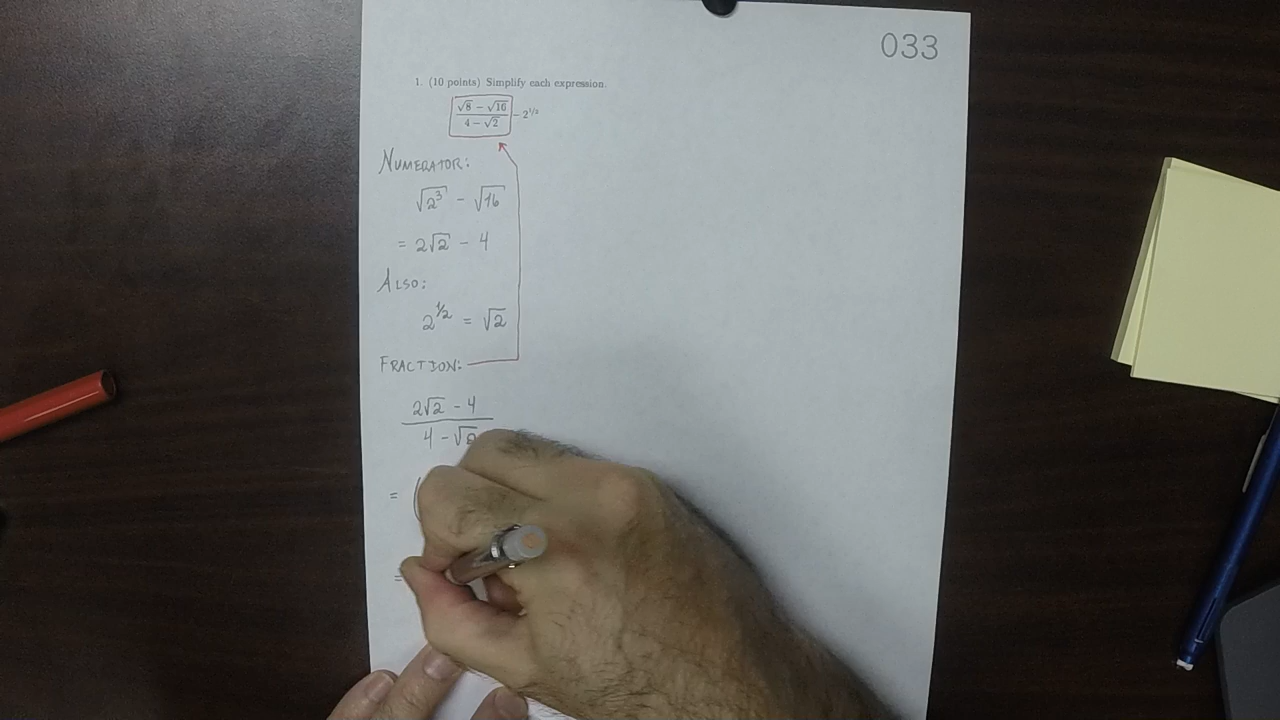 033
1. (10 points) Simplify each expression.
√8 − √16
4 − √2
− 2^1/2
NUMERATOR:
√2³ − √16
= 2√2 − 4
ALSO:
2^1/2 = √2
FRACTION:
2√2 − 4
4 − √2
= (
=